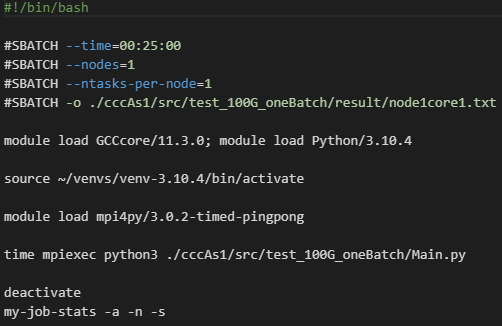 #!/bin/bash
#SBATCH --time=00:25:00
#SBATCH --nodes=1
#SBATCH --ntasks-per-node=1
#SBATCH -o ./cccAs1/src/test_100G_oneBatch/result/node1core1.txt
module load GCCcore/11.3.0; module load Python/3.10.4
source ~/venvs/venv-3.10.4/bin/activate
module load mpi4py/3.0.2-timed-pingpong
time mpiexec python3 ./cccAs1/src/test_100G_oneBatch/Main.py
deactivate
my-job-stats -a -n -s